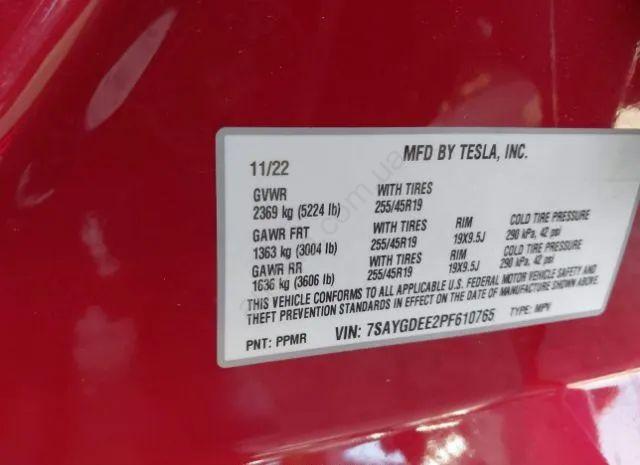 MFD BY TESLA, INC.
11/22
GVWR WITH TIRES
2369 kg (5224 lb) 255/45R19
GAWR FRT WITH TIRES RIM COLD TIRE PRESSURE
1363 kg (3004 lb) 255/45R19 19X9.5J 290 kPa, 42 psi
GAWR RR WITH TIRES RIM COLD TIRE PRESSURE
1636 kg (3606 lb) 255/45R19 19X9.5J 290 kPa, 42 psi
THIS VEHICLE CONFORMS TO ALL APPLICABLE U.S. FEDERAL MOTOR VEHICLE SAFETY AND
THEFT PREVENTION STANDARDS IN EFFECT ON THE DATE OF MANUFACTURE SHOWN ABOVE.
PNT: PPMR VIN: 7SAYGDEE2PF610765 TYPE: MPV